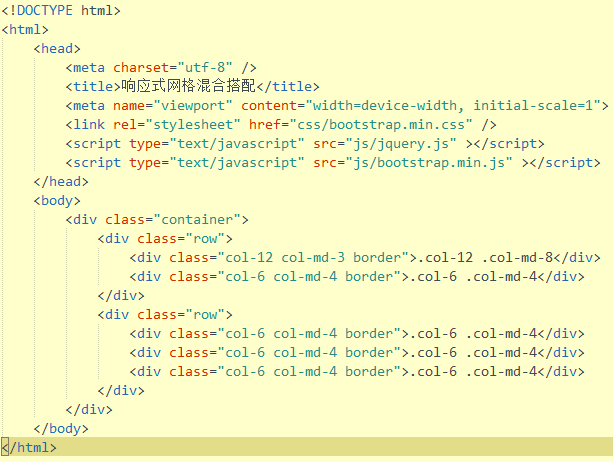 <!DOCTYPE html>
<html>
    <head>
        <meta charset="utf-8" />
        <title>响应式网格混合搭配</title>
        <meta name="viewport" content="width=device-width, initial-scale=1">
        <link rel="stylesheet" href="css/bootstrap.min.css" />
        <script type="text/javascript" src="js/jquery.js" ></script>
        <script type="text/javascript" src="js/bootstrap.min.js" ></script>
    </head>
    <body>
        <div class="container">
            <div class="row">
                <div class="col-12 col-md-3 border">.col-12 .col-md-8</div>
                <div class="col-6 col-md-4 border">.col-6 .col-md-4</div>
            </div>
            <div class="row">
                <div class="col-6 col-md-4 border">.col-6 .col-md-4</div>
                <div class="col-6 col-md-4 border">.col-6 .col-md-4</div>
                <div class="col-6 col-md-4 border">.col-6 .col-md-4</div>
            </div>
        </div>
    </body>
</html>